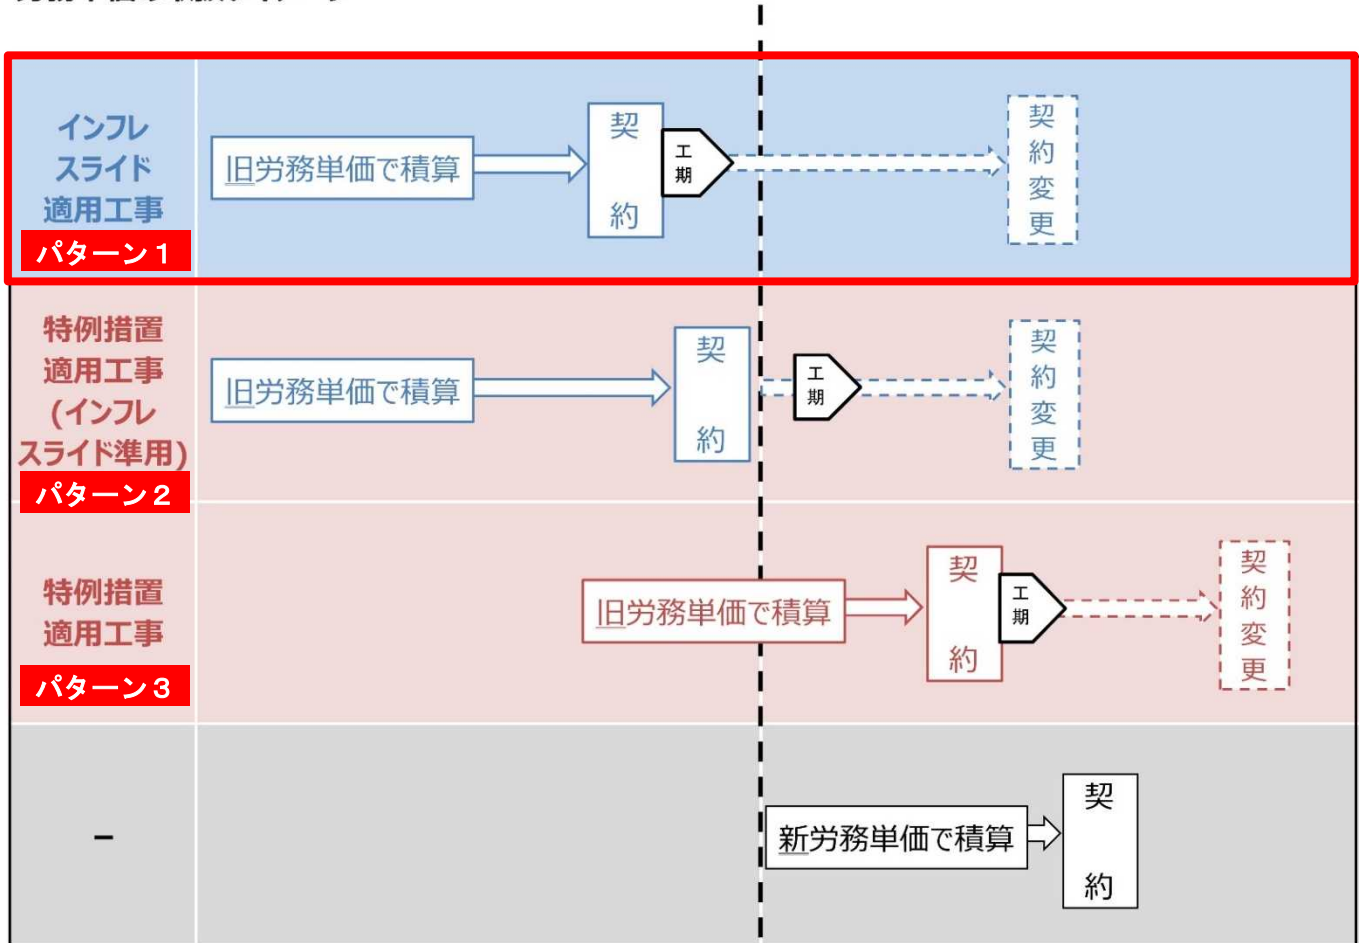 インフレ
スライド
適用工事
パターン１
旧労務単価で積算
契約
工期
契約変更
特例措置
適用工事
(インフレ
スライド準用)
パターン２
旧労務単価で積算
契約
工期
契約変更
特例措置
適用工事
パターン３
旧労務単価で積算
契約
工期
契約変更
－
新労務単価で積算
契約